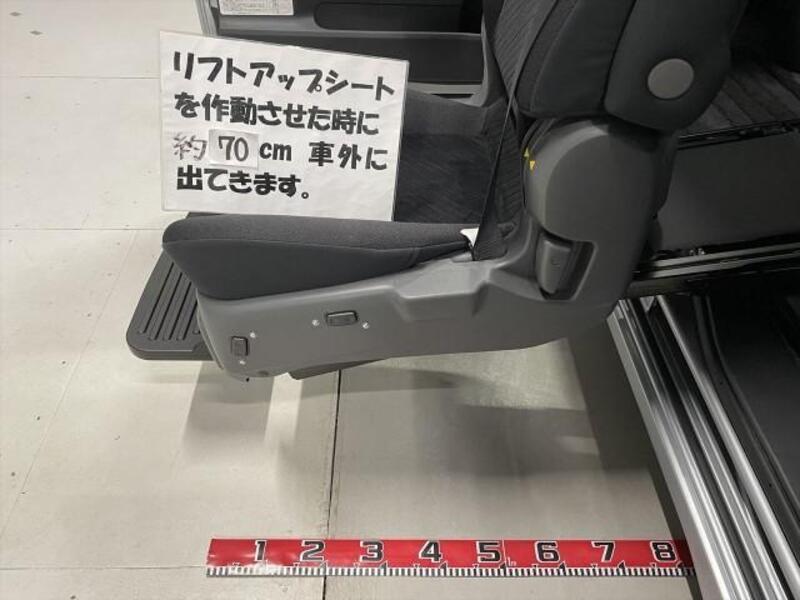 リフトアップシート
を作動させた時に
約 70 cm 車外に
出てきます。
1 2 3 4 5 6 7 8